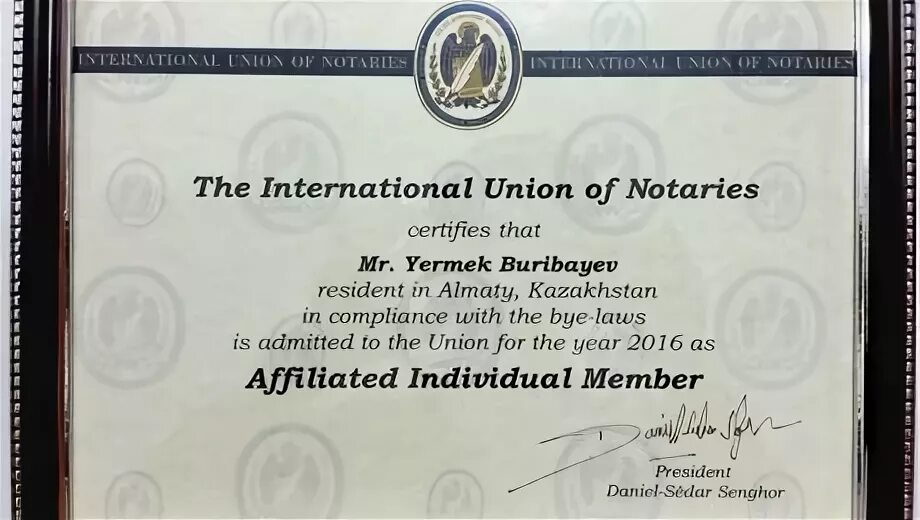 INTERNATIONAL UNION OF NOTARIES INTERNATIONAL UNION OF NOTARIES
The International Union of Notaries
certifies that
Mr. Yermek Buribayev
resident in Almaty, Kazakhstan
in compliance with the bye-laws
is admitted to the Union for the year 2016 as
Affiliated Individual Member
President
Daniel-Sédar Senghor